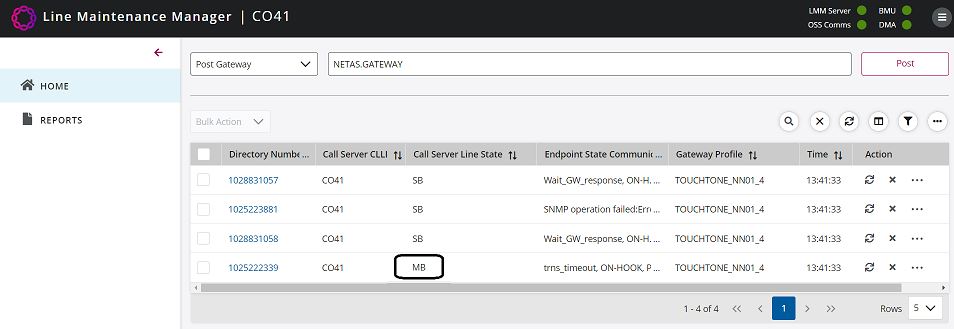 Line Maintenance Manager | CO41
LMM Server BMU
OSS Comms DMA
HOME
REPORTS
Post Gateway NETAS.GATEWAY Post
Bulk Action
Directory Numbe... Call Server CLLI Call Server Line State Endpoint State Communic... Gateway Profile Time Action
1028831057 CO41 SB Wait_GW_response, ON-H. ... TOUCHTONE_NN01_4 13:41:33
1025223881 CO41 SB SNMP operation failed:Erro ... TOUCHTONE_NN01_4 13:41:33
1028831058 CO41 SB Wait_GW_response, ON-H. ... TOUCHTONE_NN01_4 13:41:33
1025222339 CO41 MB trns_timeout, ON-HOOK, P ... TOUCHTONE_NN01_4 13:41:33
1 - 4 of 4 1 Rows 5